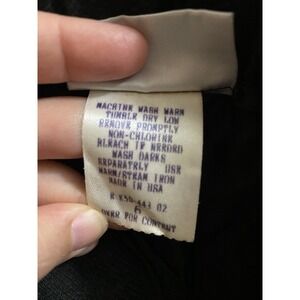 MACHINE WASH WARM
TUMBLE DRY LOW
REMOVE PROMPTLY
NON-CHLORINE
BLEACH IF NEEDED
WASH DARKS
SEPARATELY USE
WARM/STEAM IRON
MADE IN USA
02
OVER FOR CONTENT